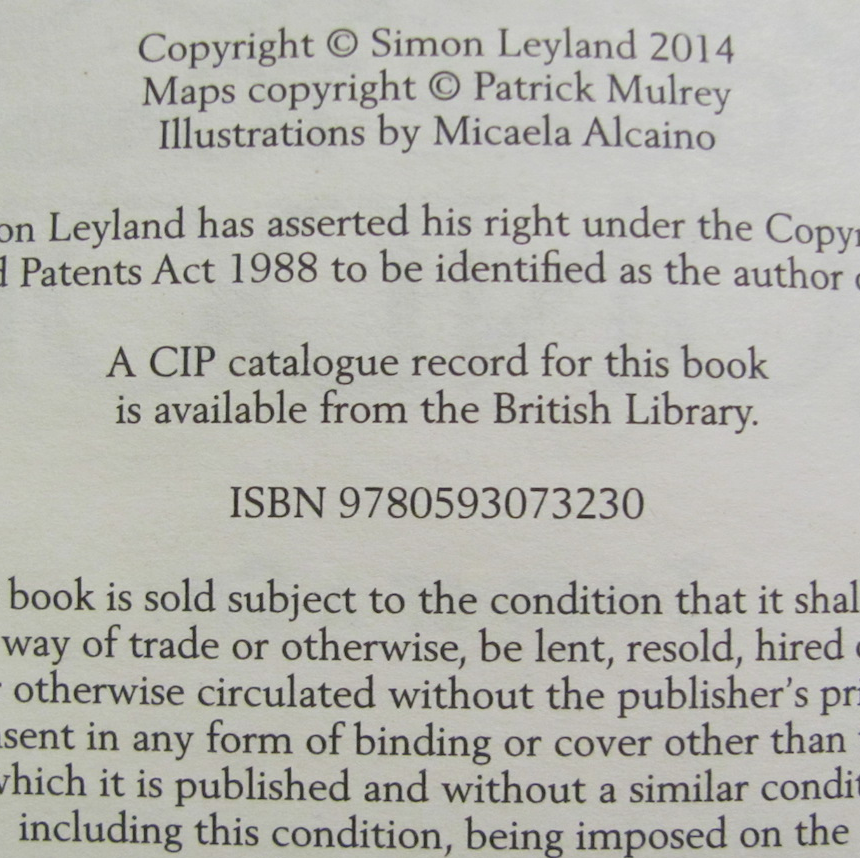 Copyright © Simon Leyland 2014
Maps copyright © Patrick Mulrey
Illustrations by Micaela Alcaino
on Leyland has asserted his right under the Copyr
d Patents Act 1988 to be identified as the author o
A CIP catalogue record for this book
is available from the British Library.
ISBN 9780593073230
book is sold subject to the condition that it shal
way of trade or otherwise, be lent, resold, hired o
r otherwise circulated without the publisher's pri
sent in any form of binding or cover other than
which it is published and without a similar condit
including this condition, being imposed on the